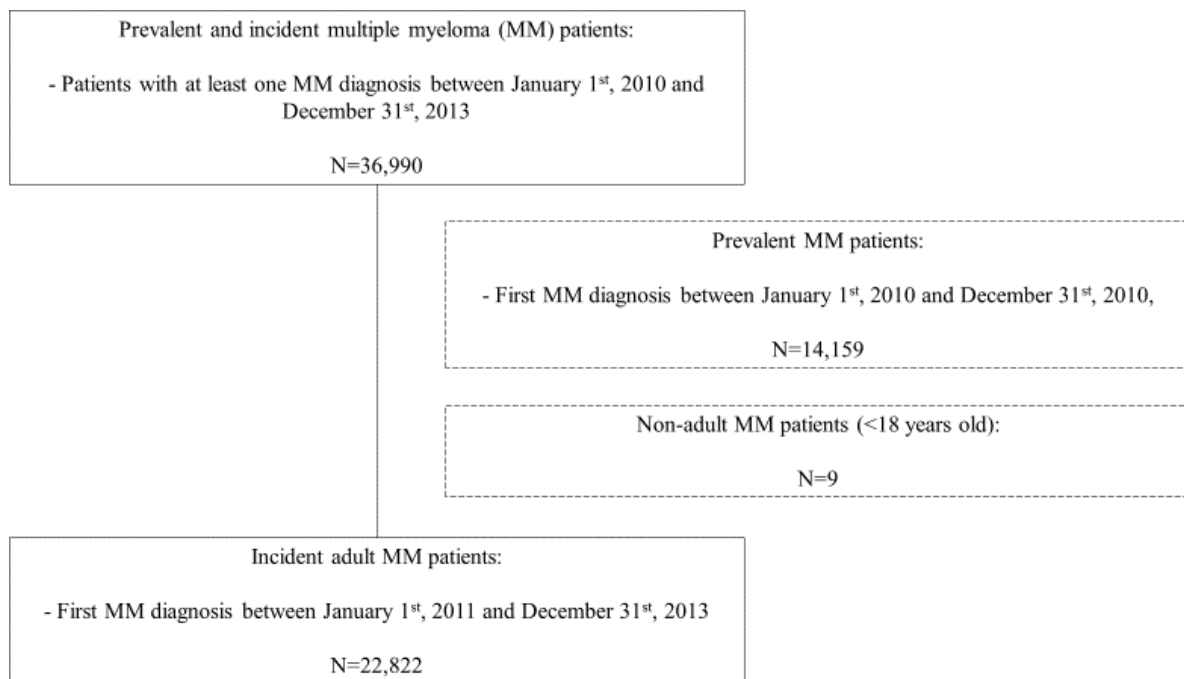 Prevalent and incident multiple myeloma (MM) patients:
- Patients with at least one MM diagnosis between January 1st, 2010 and
December 31st, 2013
N=36,990
Prevalent MM patients:
- First MM diagnosis between January 1st, 2010 and December 31st, 2010,
N=14,159
Non-adult MM patients (<18 years old):
N=9
Incident adult MM patients:
- First MM diagnosis between January 1st, 2011 and December 31st, 2013
N=22,822